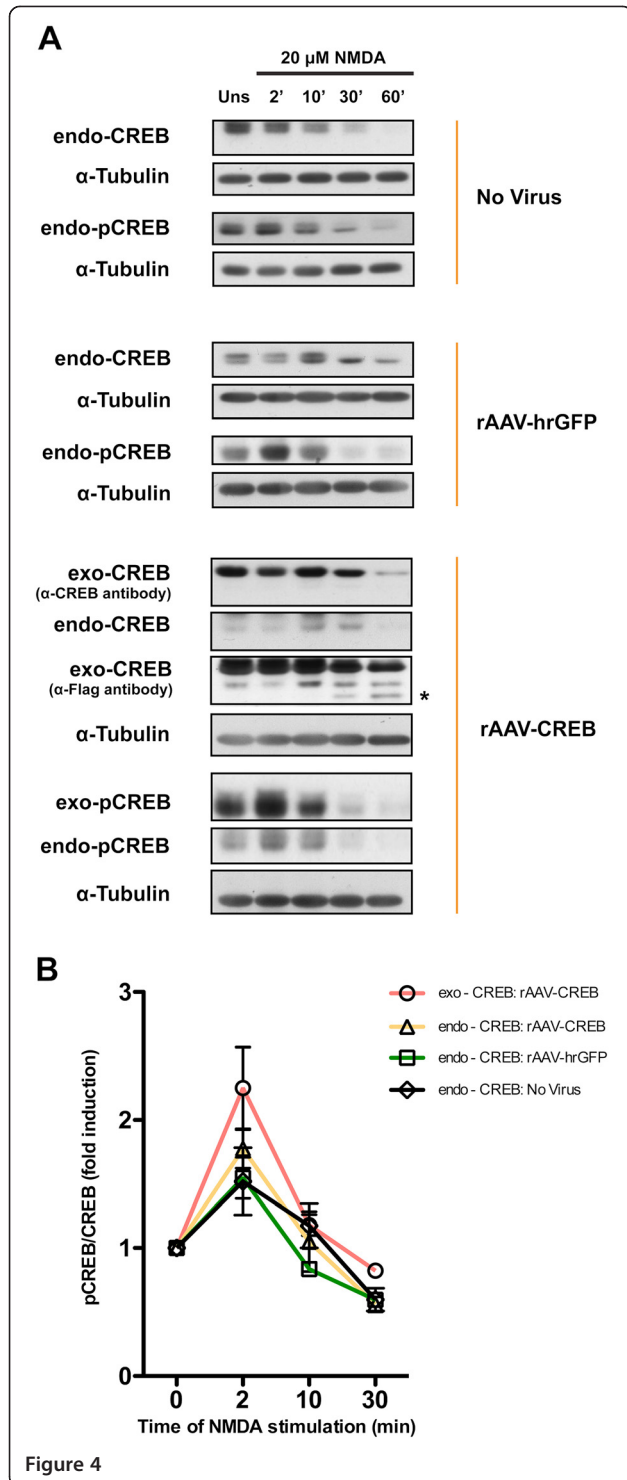 A
20 µM NMDA
Uns 2' 10' 30' 60'
endo-CREB
α-Tubulin
endo-pCREB
α-Tubulin
No Virus
endo-CREB
α-Tubulin
endo-pCREB
α-Tubulin
rAAV-hrGFP
exo-CREB
(α-CREB antibody)
endo-CREB
exo-CREB
(α-Flag antibody)
*
α-Tubulin
exo-pCREB
endo-pCREB
α-Tubulin
rAAV-CREB
B
exo - CREB: rAAV-CREB
endo - CREB: rAAV-CREB
endo - CREB: rAAV-hrGFP
endo - CREB: No Virus
pCREB/CREB (fold induction)
3
2
1
0
0 2 10 30
Time of NMDA stimulation (min)
Figure 4